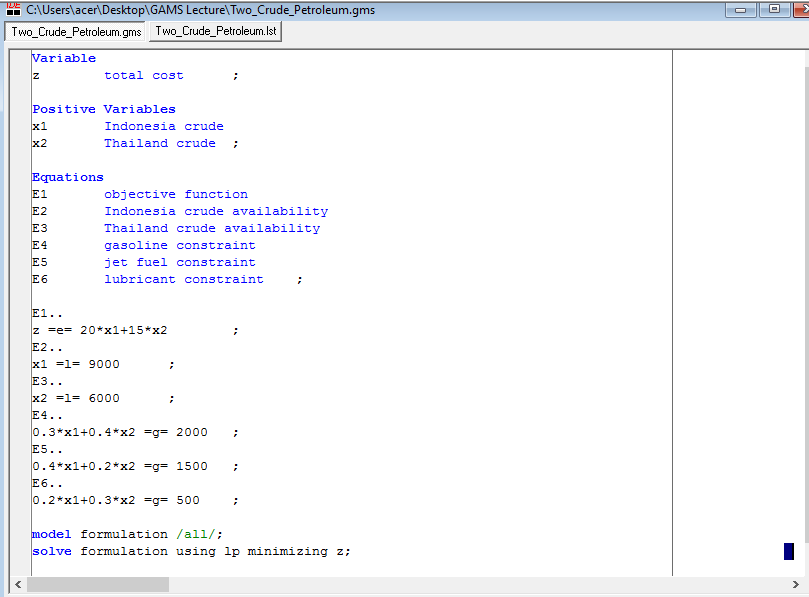 C:\Users\acer\Desktop\GAMS Lecture\Two_Crude_Petroleum.gms
Two_Crude_Petroleum.gms Two_Crude_Petroleum.lst
Variable
z total cost ;
Positive Variables
x1 Indonesia crude
x2 Thailand crude ;
Equations
E1 objective function
E2 Indonesia crude availability
E3 Thailand crude availability
E4 gasoline constraint
E5 jet fuel constraint
E6 lubricant constraint ;
E1..
z =e= 20*x1+15*x2 ;
E2..
x1 =l= 9000 ;
E3..
x2 =l= 6000 ;
E4..
0.3*x1+0.4*x2 =g= 2000 ;
E5..
0.4*x1+0.2*x2 =g= 1500 ;
E6..
0.2*x1+0.3*x2 =g= 500 ;
model formulation /all/;
solve formulation using lp minimizing z;